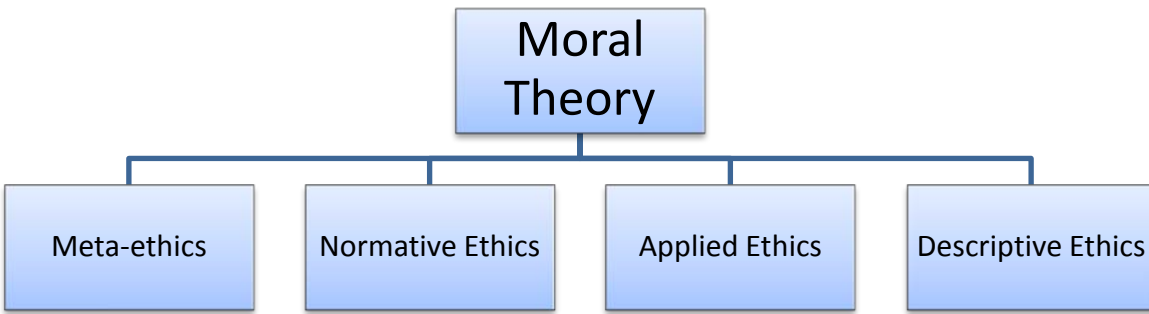 Moral
Theory
Meta-ethics
Normative Ethics
Applied Ethics
Descriptive Ethics